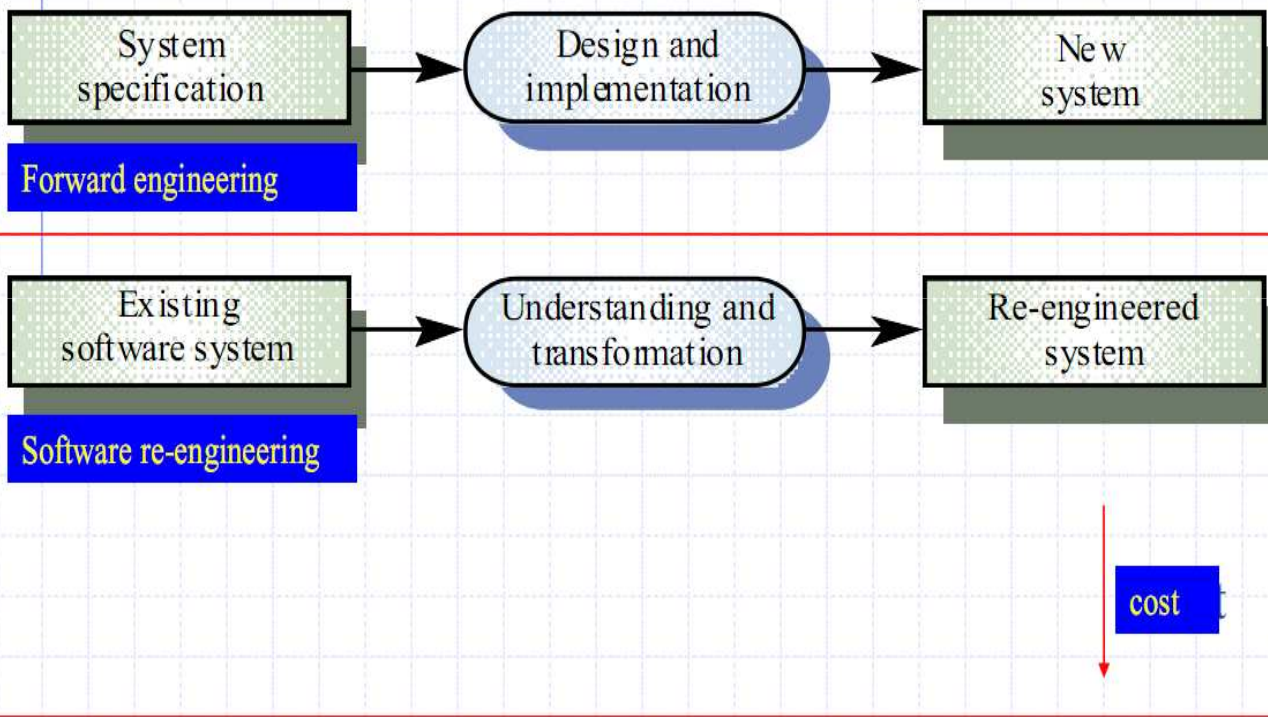 System
specification
Design and
implementation
New
system
Forward engineering
Existing
software system
Understanding and
transformation
Re-engineered
system
Software re-engineering
cost
t